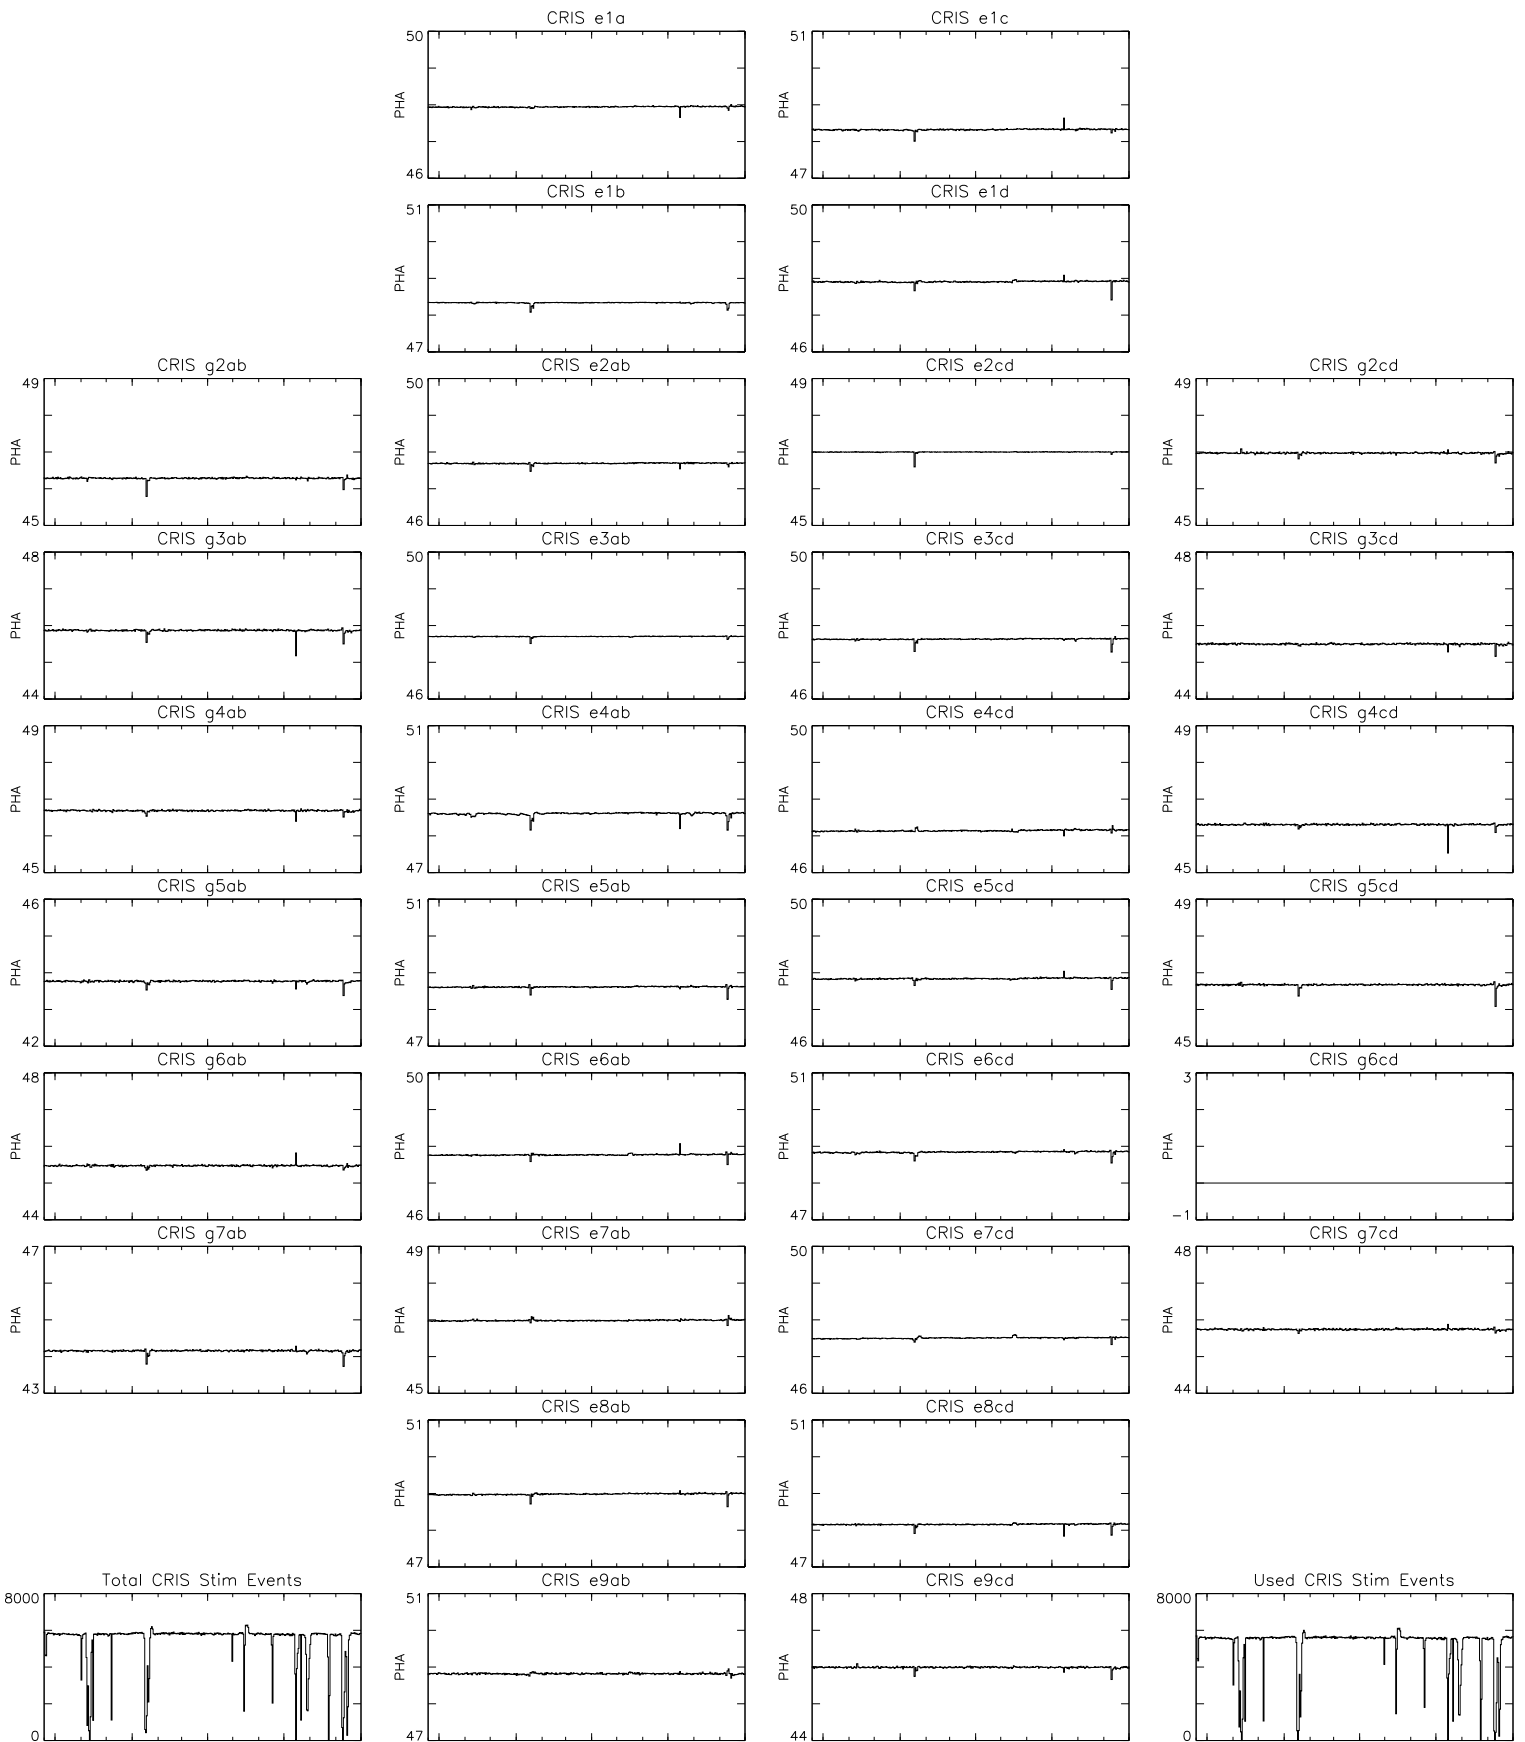 CRIS e1a
50
PHA
46
CRIS e1c
51
PHA
47
CRIS e1b
51
PHA
47
CRIS e1d
50
PHA
46
CRIS g2ab
49
PHA
45
CRIS e2ab
50
PHA
46
CRIS e2cd
49
PHA
45
CRIS g2cd
49
PHA
45
CRIS g3ab
48
PHA
44
CRIS e3ab
50
PHA
46
CRIS e3cd
50
PHA
46
CRIS g3cd
48
PHA
44
CRIS g4ab
49
PHA
45
CRIS e4ab
51
PHA
47
CRIS e4cd
50
PHA
46
CRIS g4cd
49
PHA
45
CRIS g5ab
46
PHA
42
CRIS e5ab
51
PHA
47
CRIS e5cd
50
PHA
46
CRIS g5cd
49
PHA
45
CRIS g6ab
48
PHA
44
CRIS e6ab
50
PHA
46
CRIS e6cd
51
PHA
47
CRIS g6cd
3
PHA
-1
CRIS g7ab
47
PHA
43
CRIS e7ab
49
PHA
45
CRIS e7cd
50
PHA
46
CRIS g7cd
48
PHA
44
CRIS e8ab
51
PHA
47
CRIS e8cd
51
PHA
47
Total CRIS Stim Events
8000
0
CRIS e9ab
51
PHA
47
CRIS e9cd
48
PHA
44
Used CRIS Stim Events
8000
0